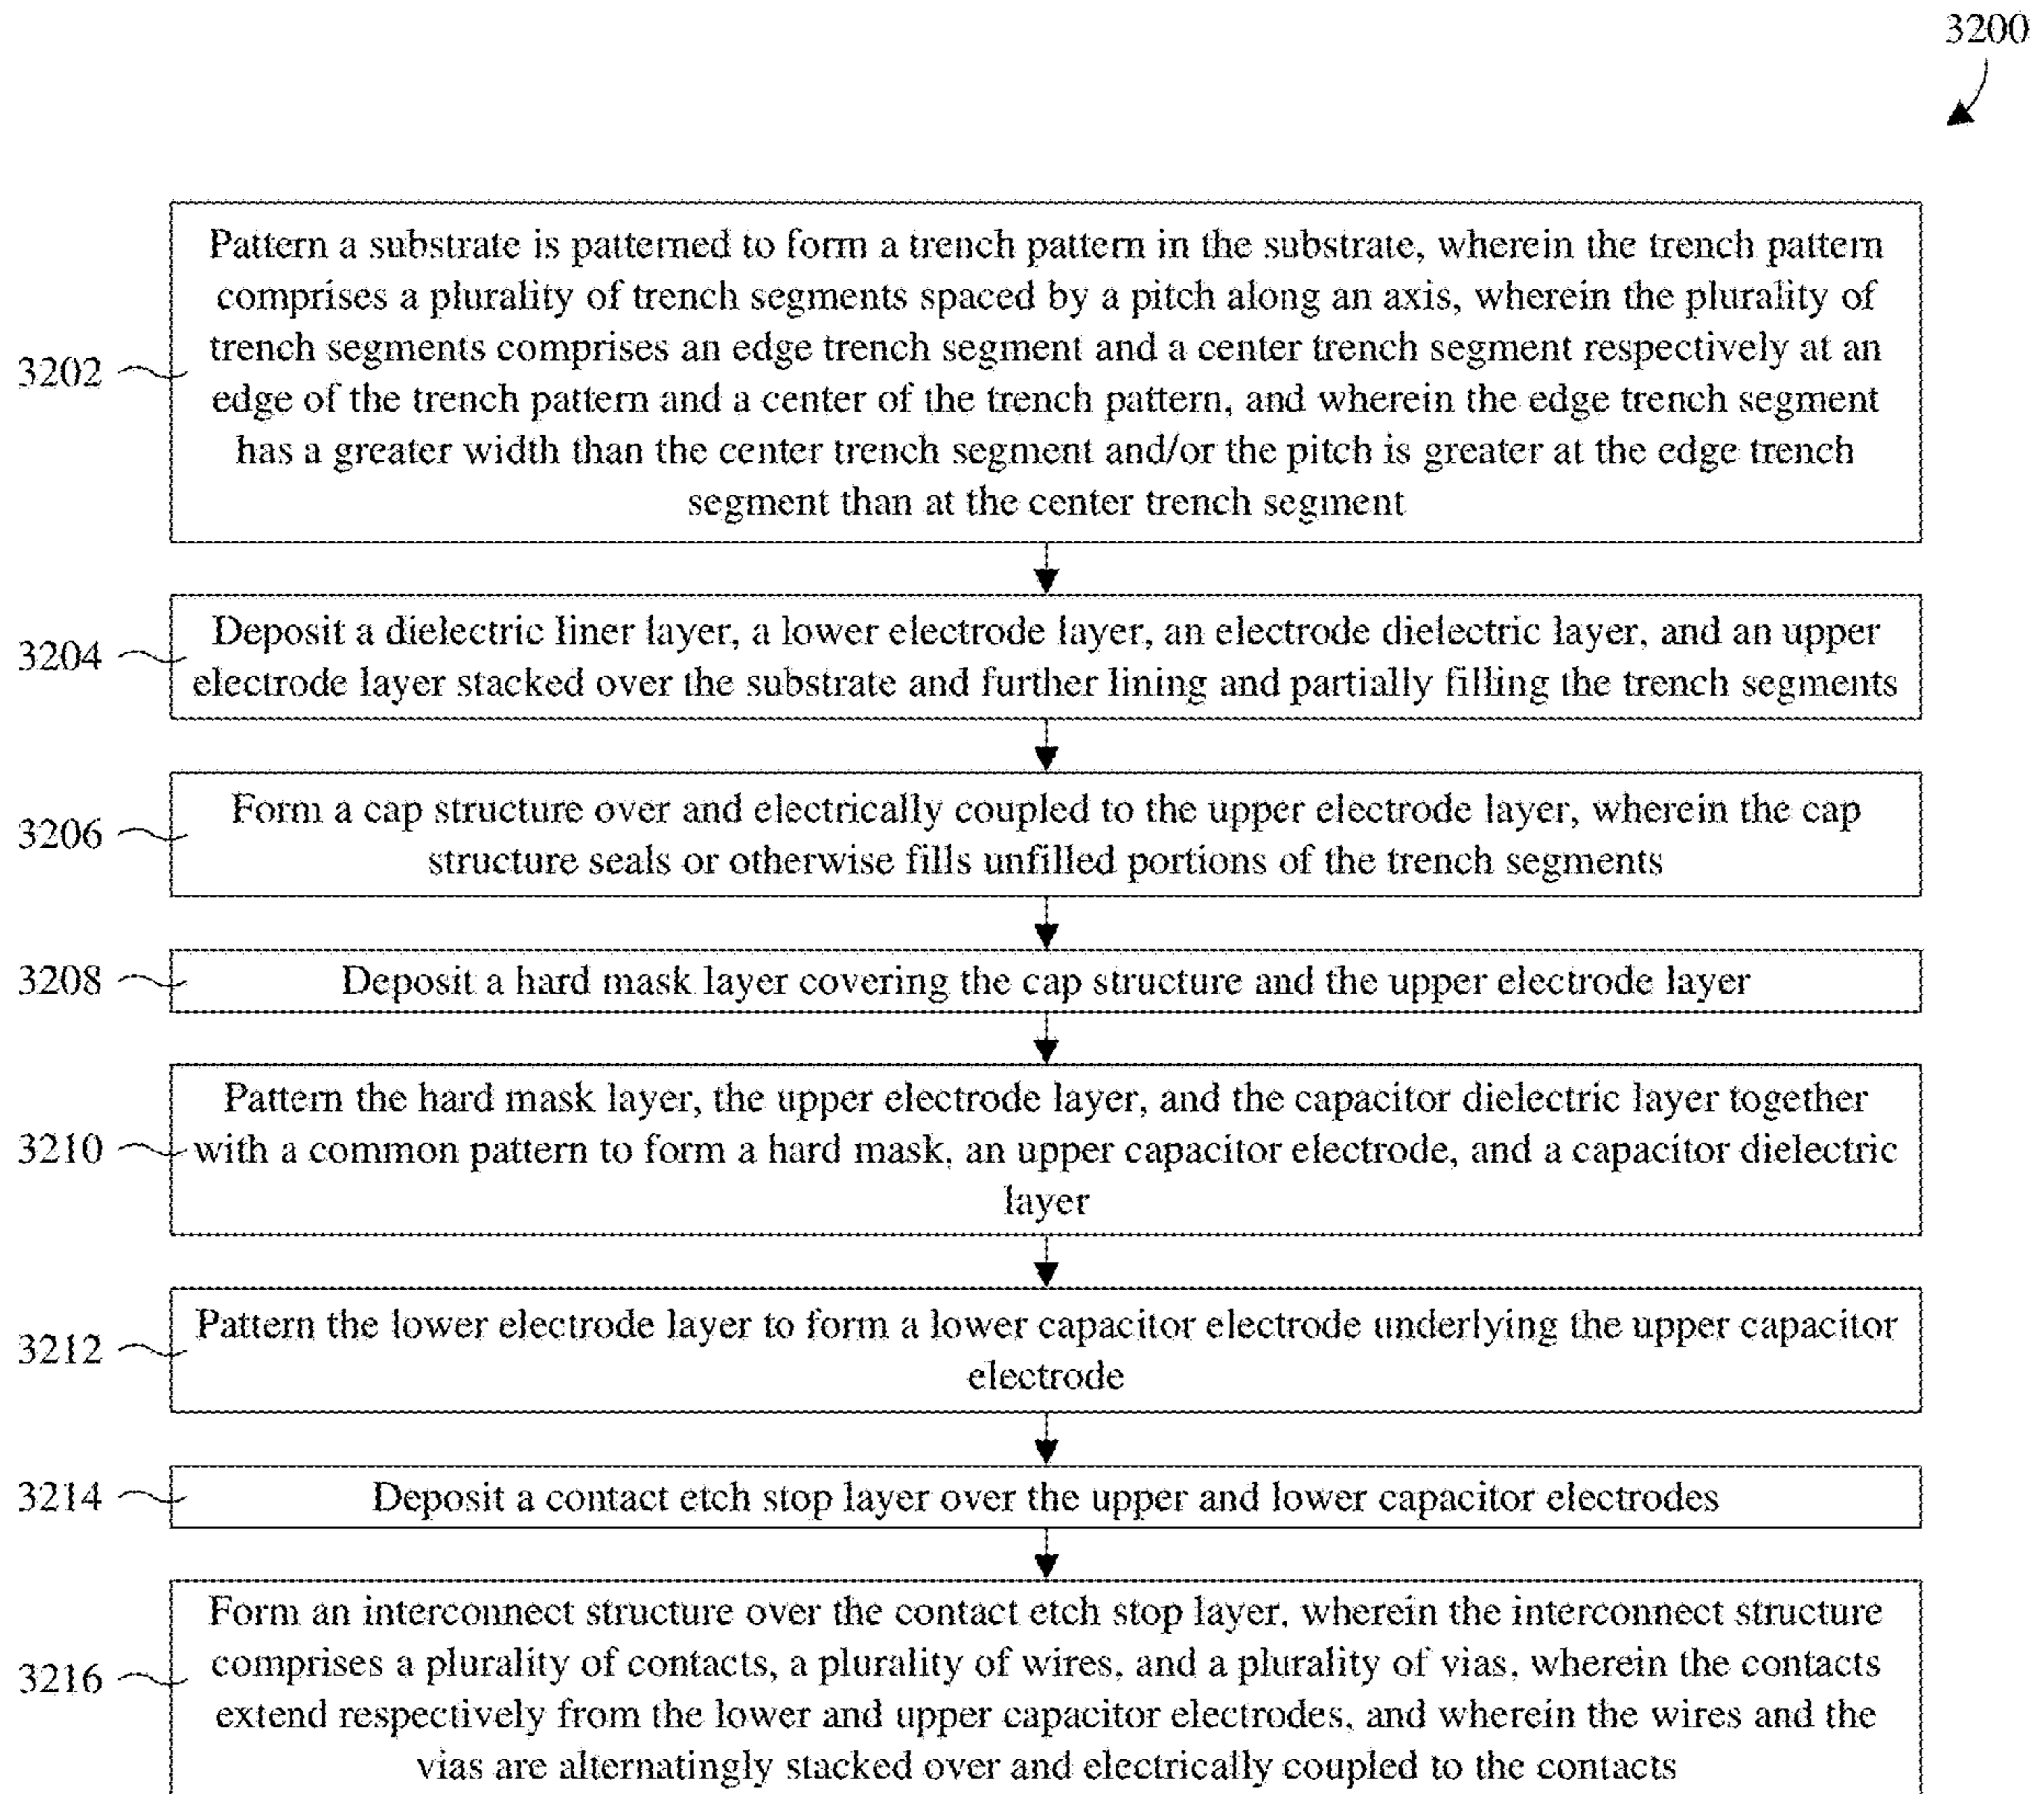 3200
Pattern a substrate is patterned to form a trench pattern in the substrate, wherein the trench pattern
comprises a plurality of trench segments spaced by a pitch along an axis, wherein the plurality of
trench segments comprises an edge trench segment and a center trench segment respectively at an
3202
edge of the trench pattern and a center of the trench pattern, and wherein the edge trench segment
has a greater width than the center trench segment and/or the pitch is greater at the edge trench
segment than at the center trench segment
3204
Deposit a dielectric liner layer, a lower electrode layer, an electrode dielectric layer, and an upper
electrode layer stacked over the substrate and further lining and partially filling the trench segments
3206
Form a cap structure over and electrically coupled to the upper electrode layer, wherein the cap
structure seals or otherwise fills unfilled portions of the trench segments
3208
Deposit a hard mask layer covering the cap structure and the upper electrode layer
3210
Pattern the hard mask layer, the upper electrode layer, and the capacitor dielectric layer together
with a common pattern to form a hard mask, an upper capacitor electrode, and a capacitor dielectric
layer
3212
Pattern the lower electrode layer to form a lower capacitor electrode underlying the upper capacitor
electrode
3214
Deposit a contact etch stop layer over the upper and lower capacitor electrodes
3216
Form an interconnect structure over the contact etch stop layer, wherein the interconnect structure
comprises a plurality of contacts, a plurality of wires, and a plurality of vias, wherein the contacts
extend respectively from the lower and upper capacitor electrodes, and wherein the wires and the
vias are alternatingly stacked over and electrically coupled to the contacts